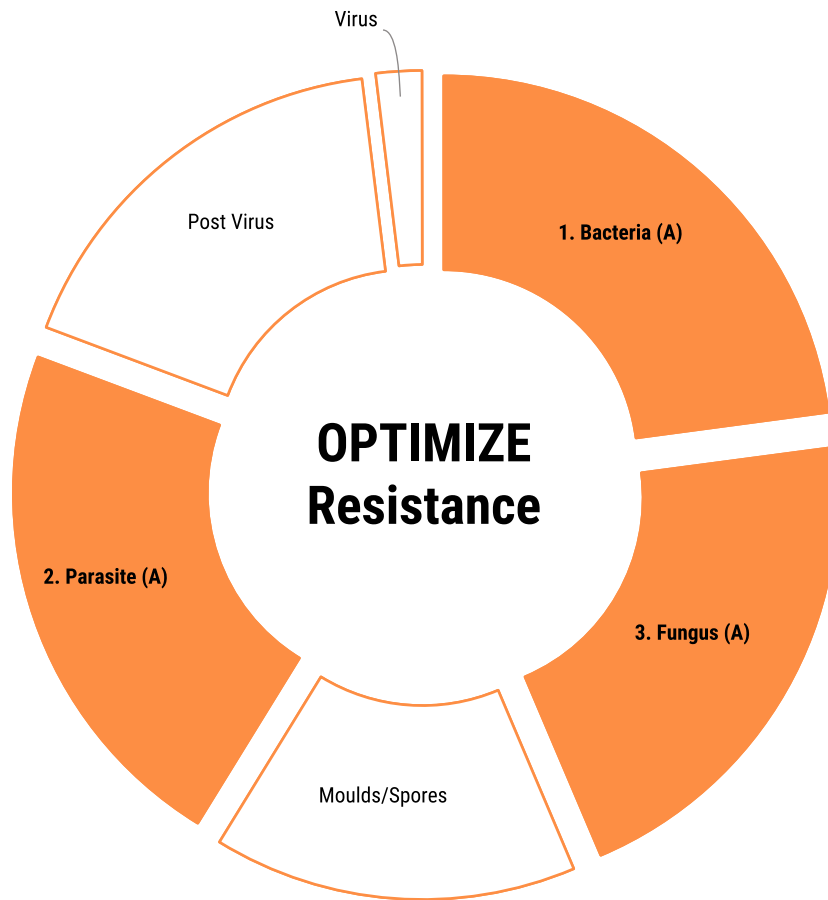 Virus
Post Virus
1. Bacteria (A)
OPTIMIZE
Resistance
2. Parasite (A)
3. Fungus (A)
Moulds/Spores